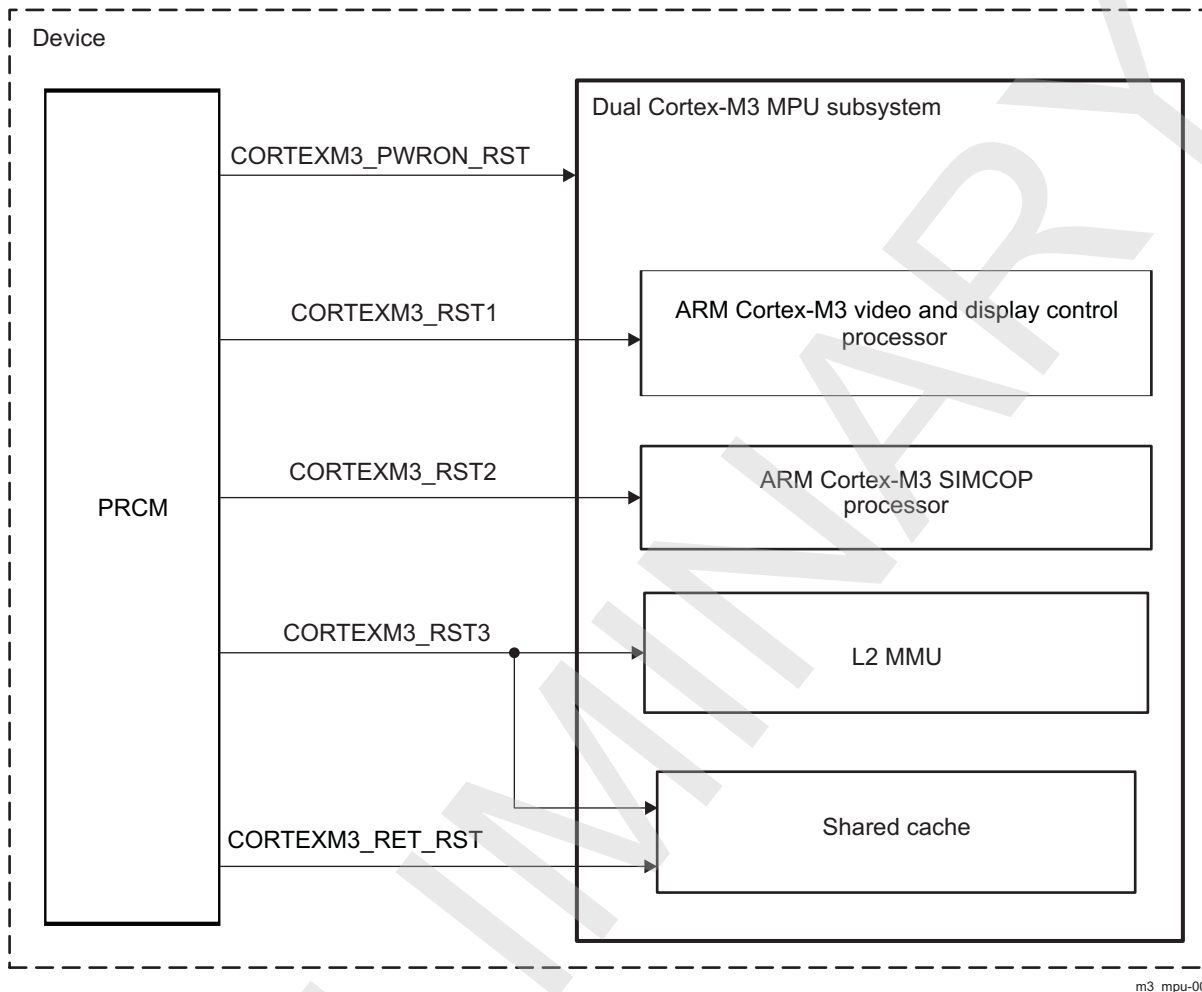 Device
Dual Cortex-M3 MPU subsystem
CORTEXM3_PWRON_RST
CORTEXM3_RST1
ARM Cortex-M3 video and display control
processor
CORTEXM3_RST2
ARM Cortex-M3 SIMCOP
processor
PRCM
CORTEXM3_RST3
L2 MMU
Shared cache
CORTEXM3_RET_RST